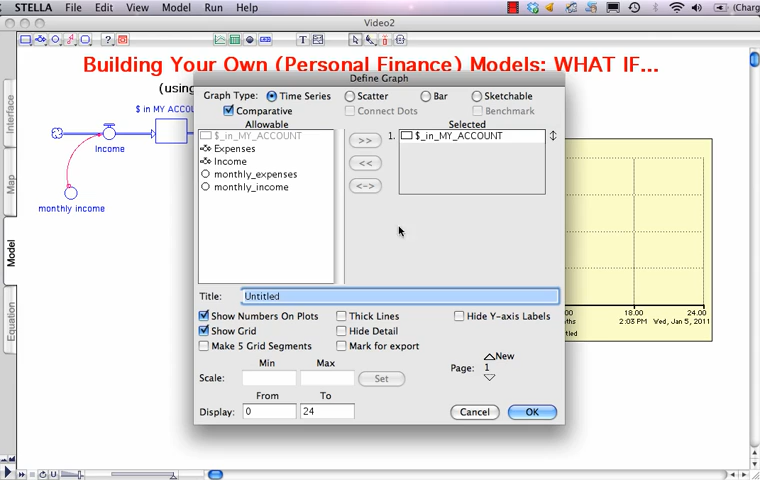 STELLA File Edit View Model Run Help (Charg
Video2
Building Your Own (Personal Finance) Models: WHAT IF...
(using
Define Graph
Graph Type: Time Series Scatter Bar Sketchable
Comparative Connect Dots Benchmark
Allowable Selected
$_in_MY_ACCOUNT
Expenses
Income
monthly_expenses
monthly_income
>>
<<
<->
1. $_in_MY_ACCOUNT
Title: Untitled
Show Numbers On Plots Thick Lines Hide Y-axis Labels
Show Grid Hide Detail
Make 5 Grid Segments Mark for export
Min Max
Scale: Set
From To
Display: 0 24
Page: 1
New
Cancel OK
Interface
Map
Model
Equation
$ in MY ACCOU
Income
monthly income
18.00 24.00
2:03 PM Wed, Jan 5, 2011